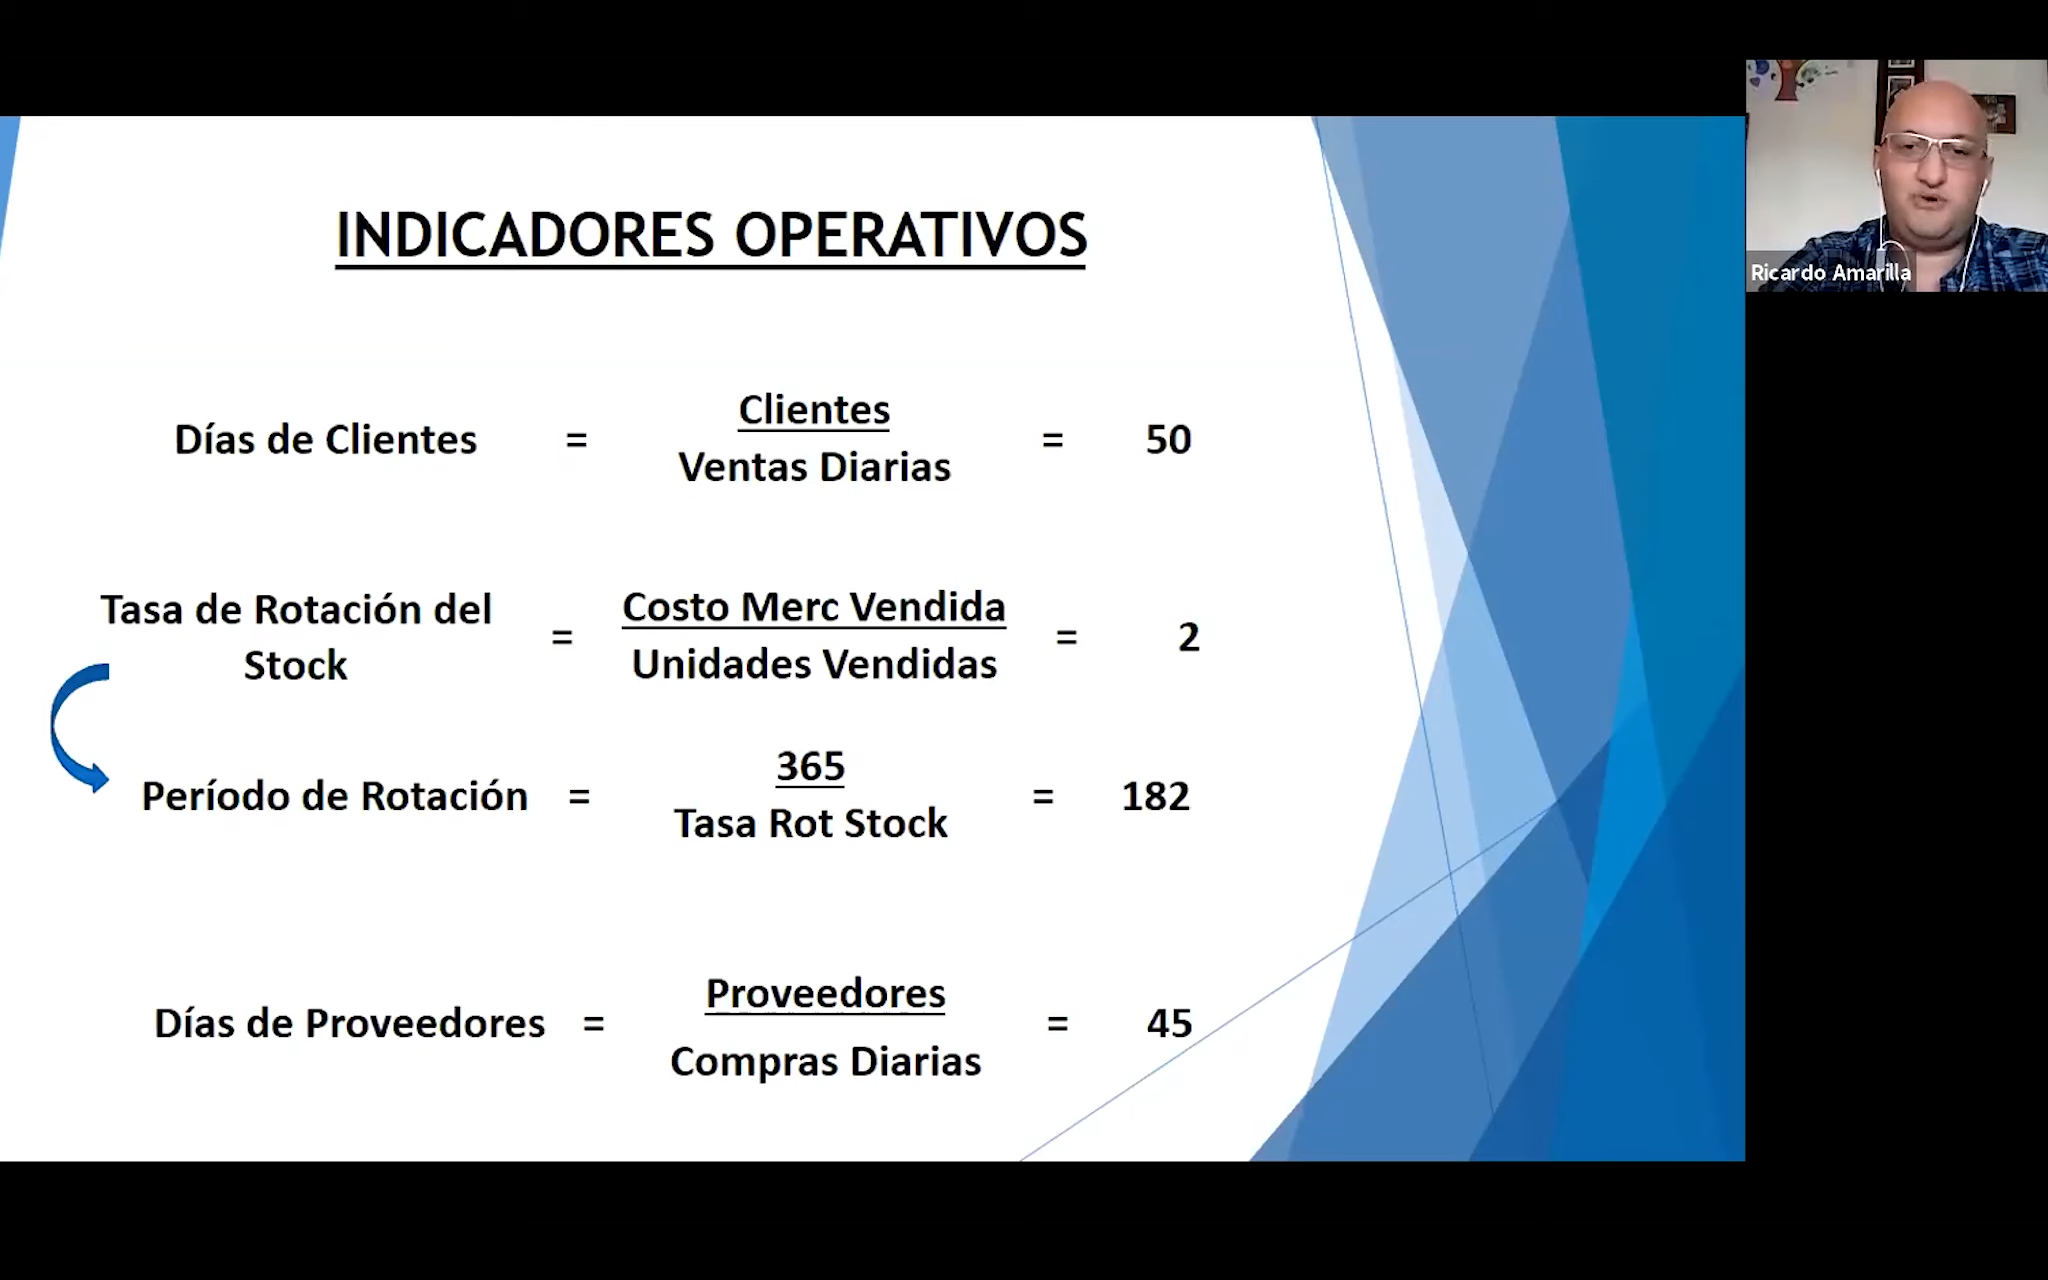 INDICADORES OPERATIVOS
Ricardo Amarilla
Días de Clientes = Clientes = 50
Ventas Diarias
Tasa de Rotación del
Stock
= Costo Merc Vendida = 2
Unidades Vendidas
Período de Rotación = 365 = 182
Tasa Rot Stock
Días de Proveedores = Proveedores = 45
Compras Diarias